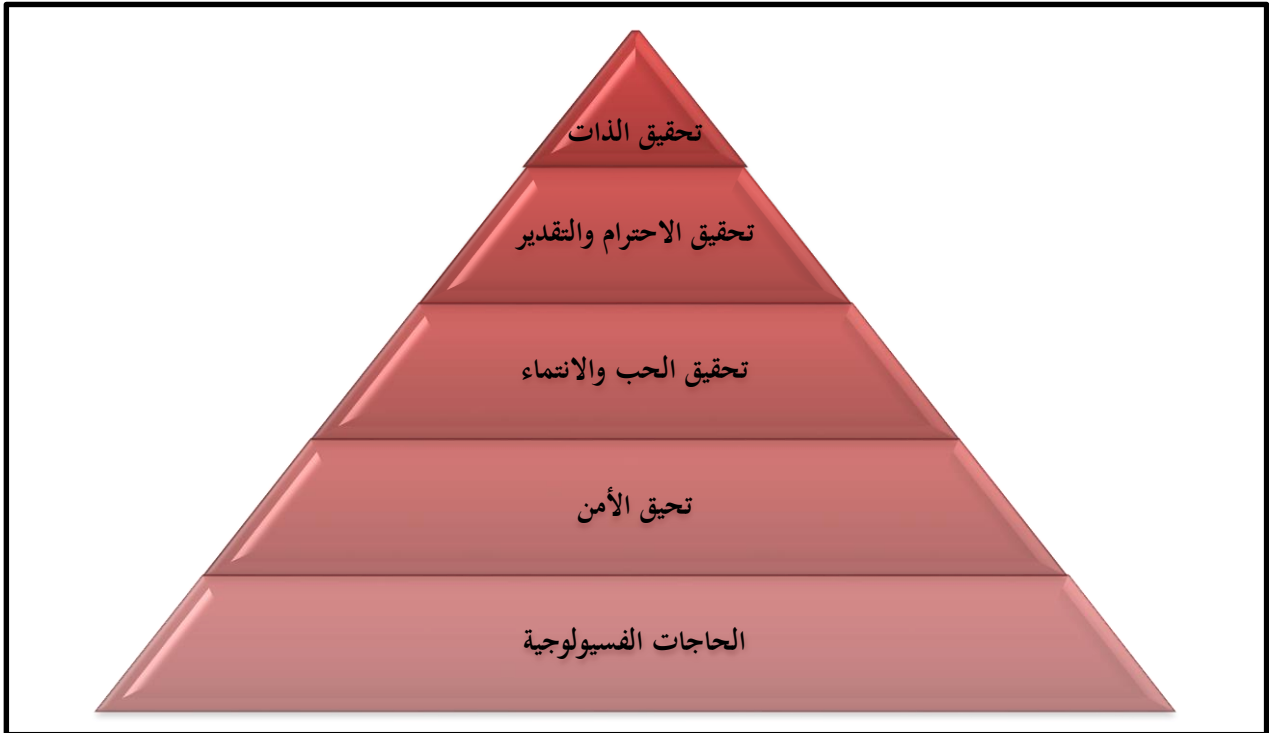 تحقيق الذات
تحقيق الاحترام والتقدير
تحقيق الحب والانتماء
تحيق الأمن
الحاجات الفسيولوجية